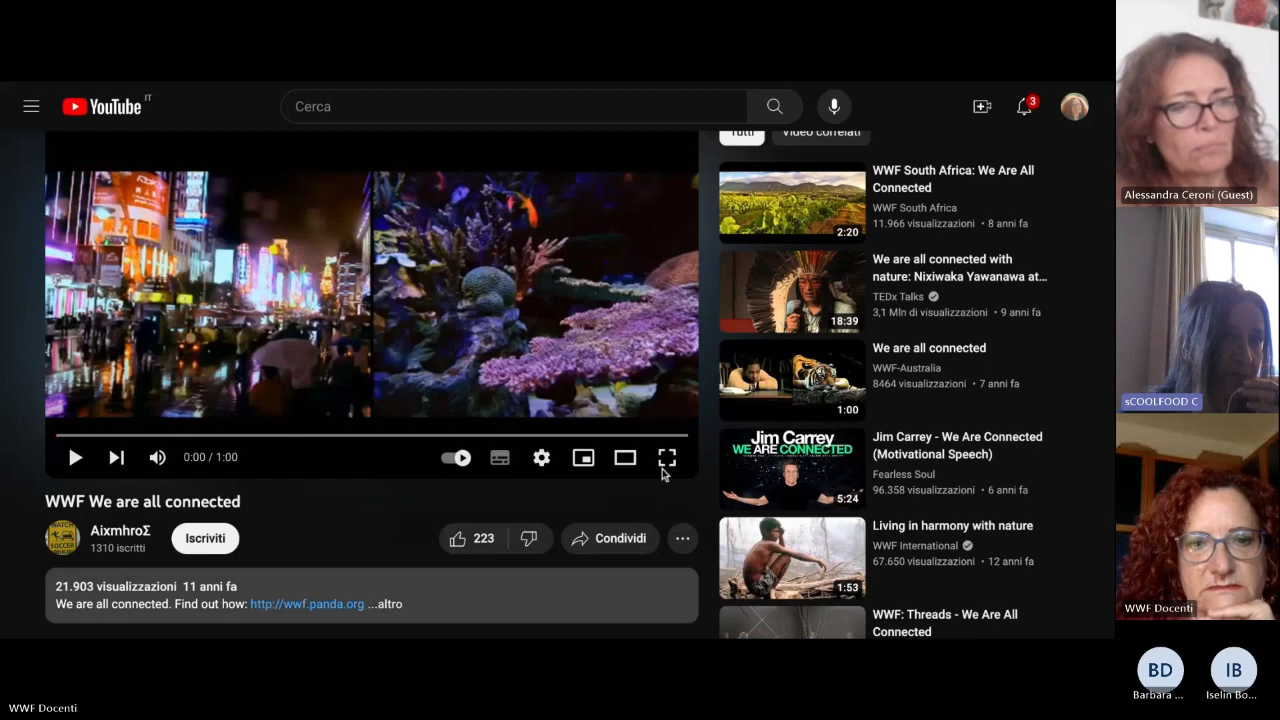 YouTube IT
Cerca
3
Tutti
Video correlati
0:00 / 1:00
WWF We are all connected
AixmhroΣ
1310 iscritti
Iscriviti
223
Condividi
21.903 visualizzazioni 11 anni fa
We are all connected. Find out how: http://wwf.panda.org ...altro
WATCH
SOCCER
2:20
WWF South Africa: We Are All
Connected
WWF South Africa
11.966 visualizzazioni • 8 anni fa
18:39
We are all connected with
nature: Nixiwaka Yawanawa at...
TEDx Talks
3,1 Mln di visualizzazioni • 9 anni fa
1:00
We are all connected
WWF-Australia
8464 visualizzazioni • 7 anni fa
Jim Carrey
WE ARE CONNECTED
5:24
Jim Carrey - We Are Connected
(Motivational Speech)
Fearless Soul
96.358 visualizzazioni • 6 anni fa
1:53
Living in harmony with nature
WWF International
67.650 visualizzazioni • 12 anni fa
WWF: Threads - We Are All
Connected
Alessandra Ceroni (Guest)
sCOOLFOOD C
WWF Docenti
BD
Barbara ...
IB
Iselin Bo...
WWF Docenti